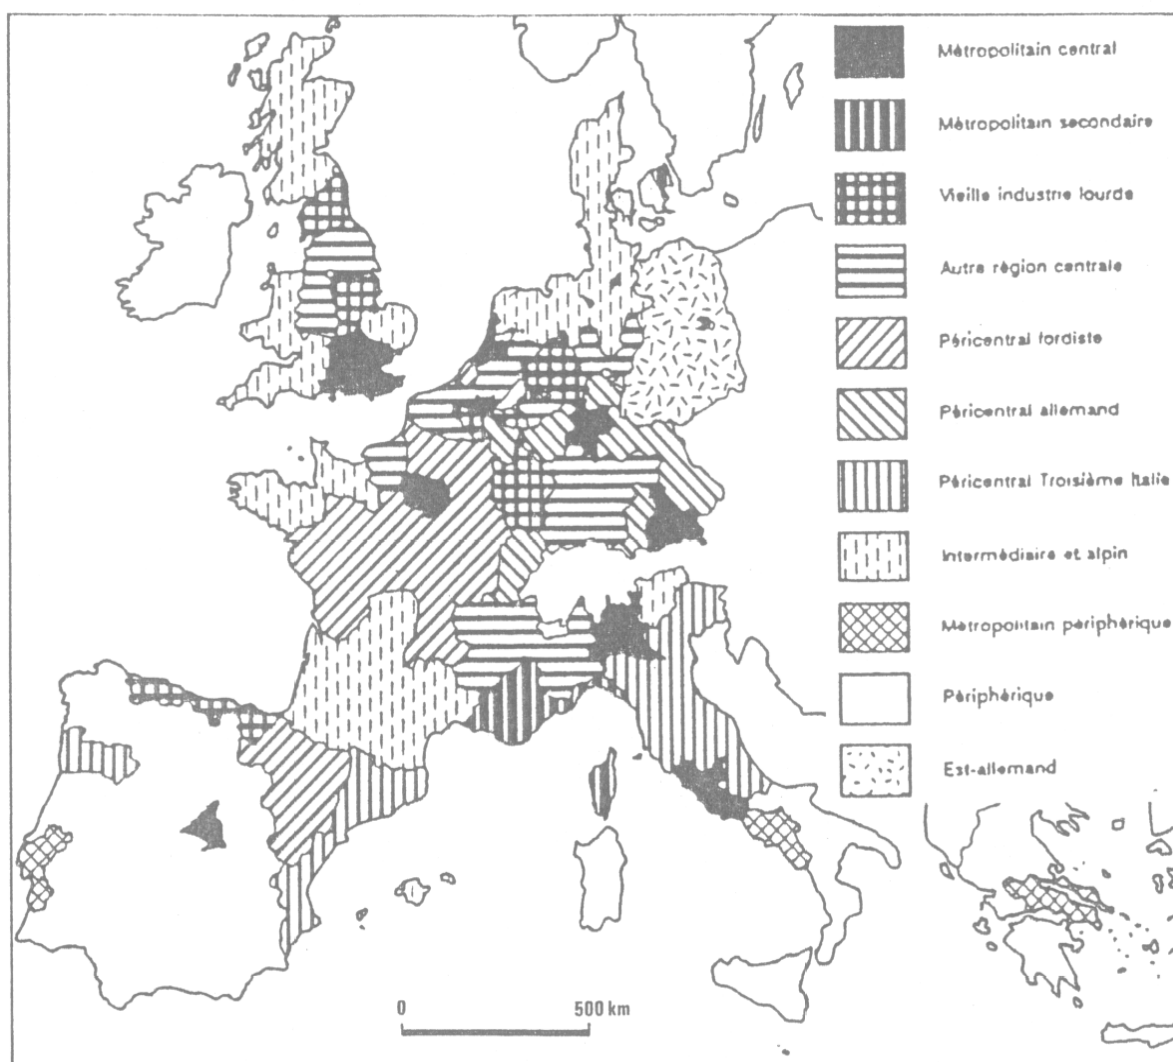 Métropolitain central
Métropolitain secondaire
Vieille industrie lourde
Autre région centrale
Péricentral fordiste
Péricentral allemand
Péricentral Troisième Italie
Intermédiaire et alpin
Métropolitain périphérique
Périphérique
Est-allemand
0 500 km